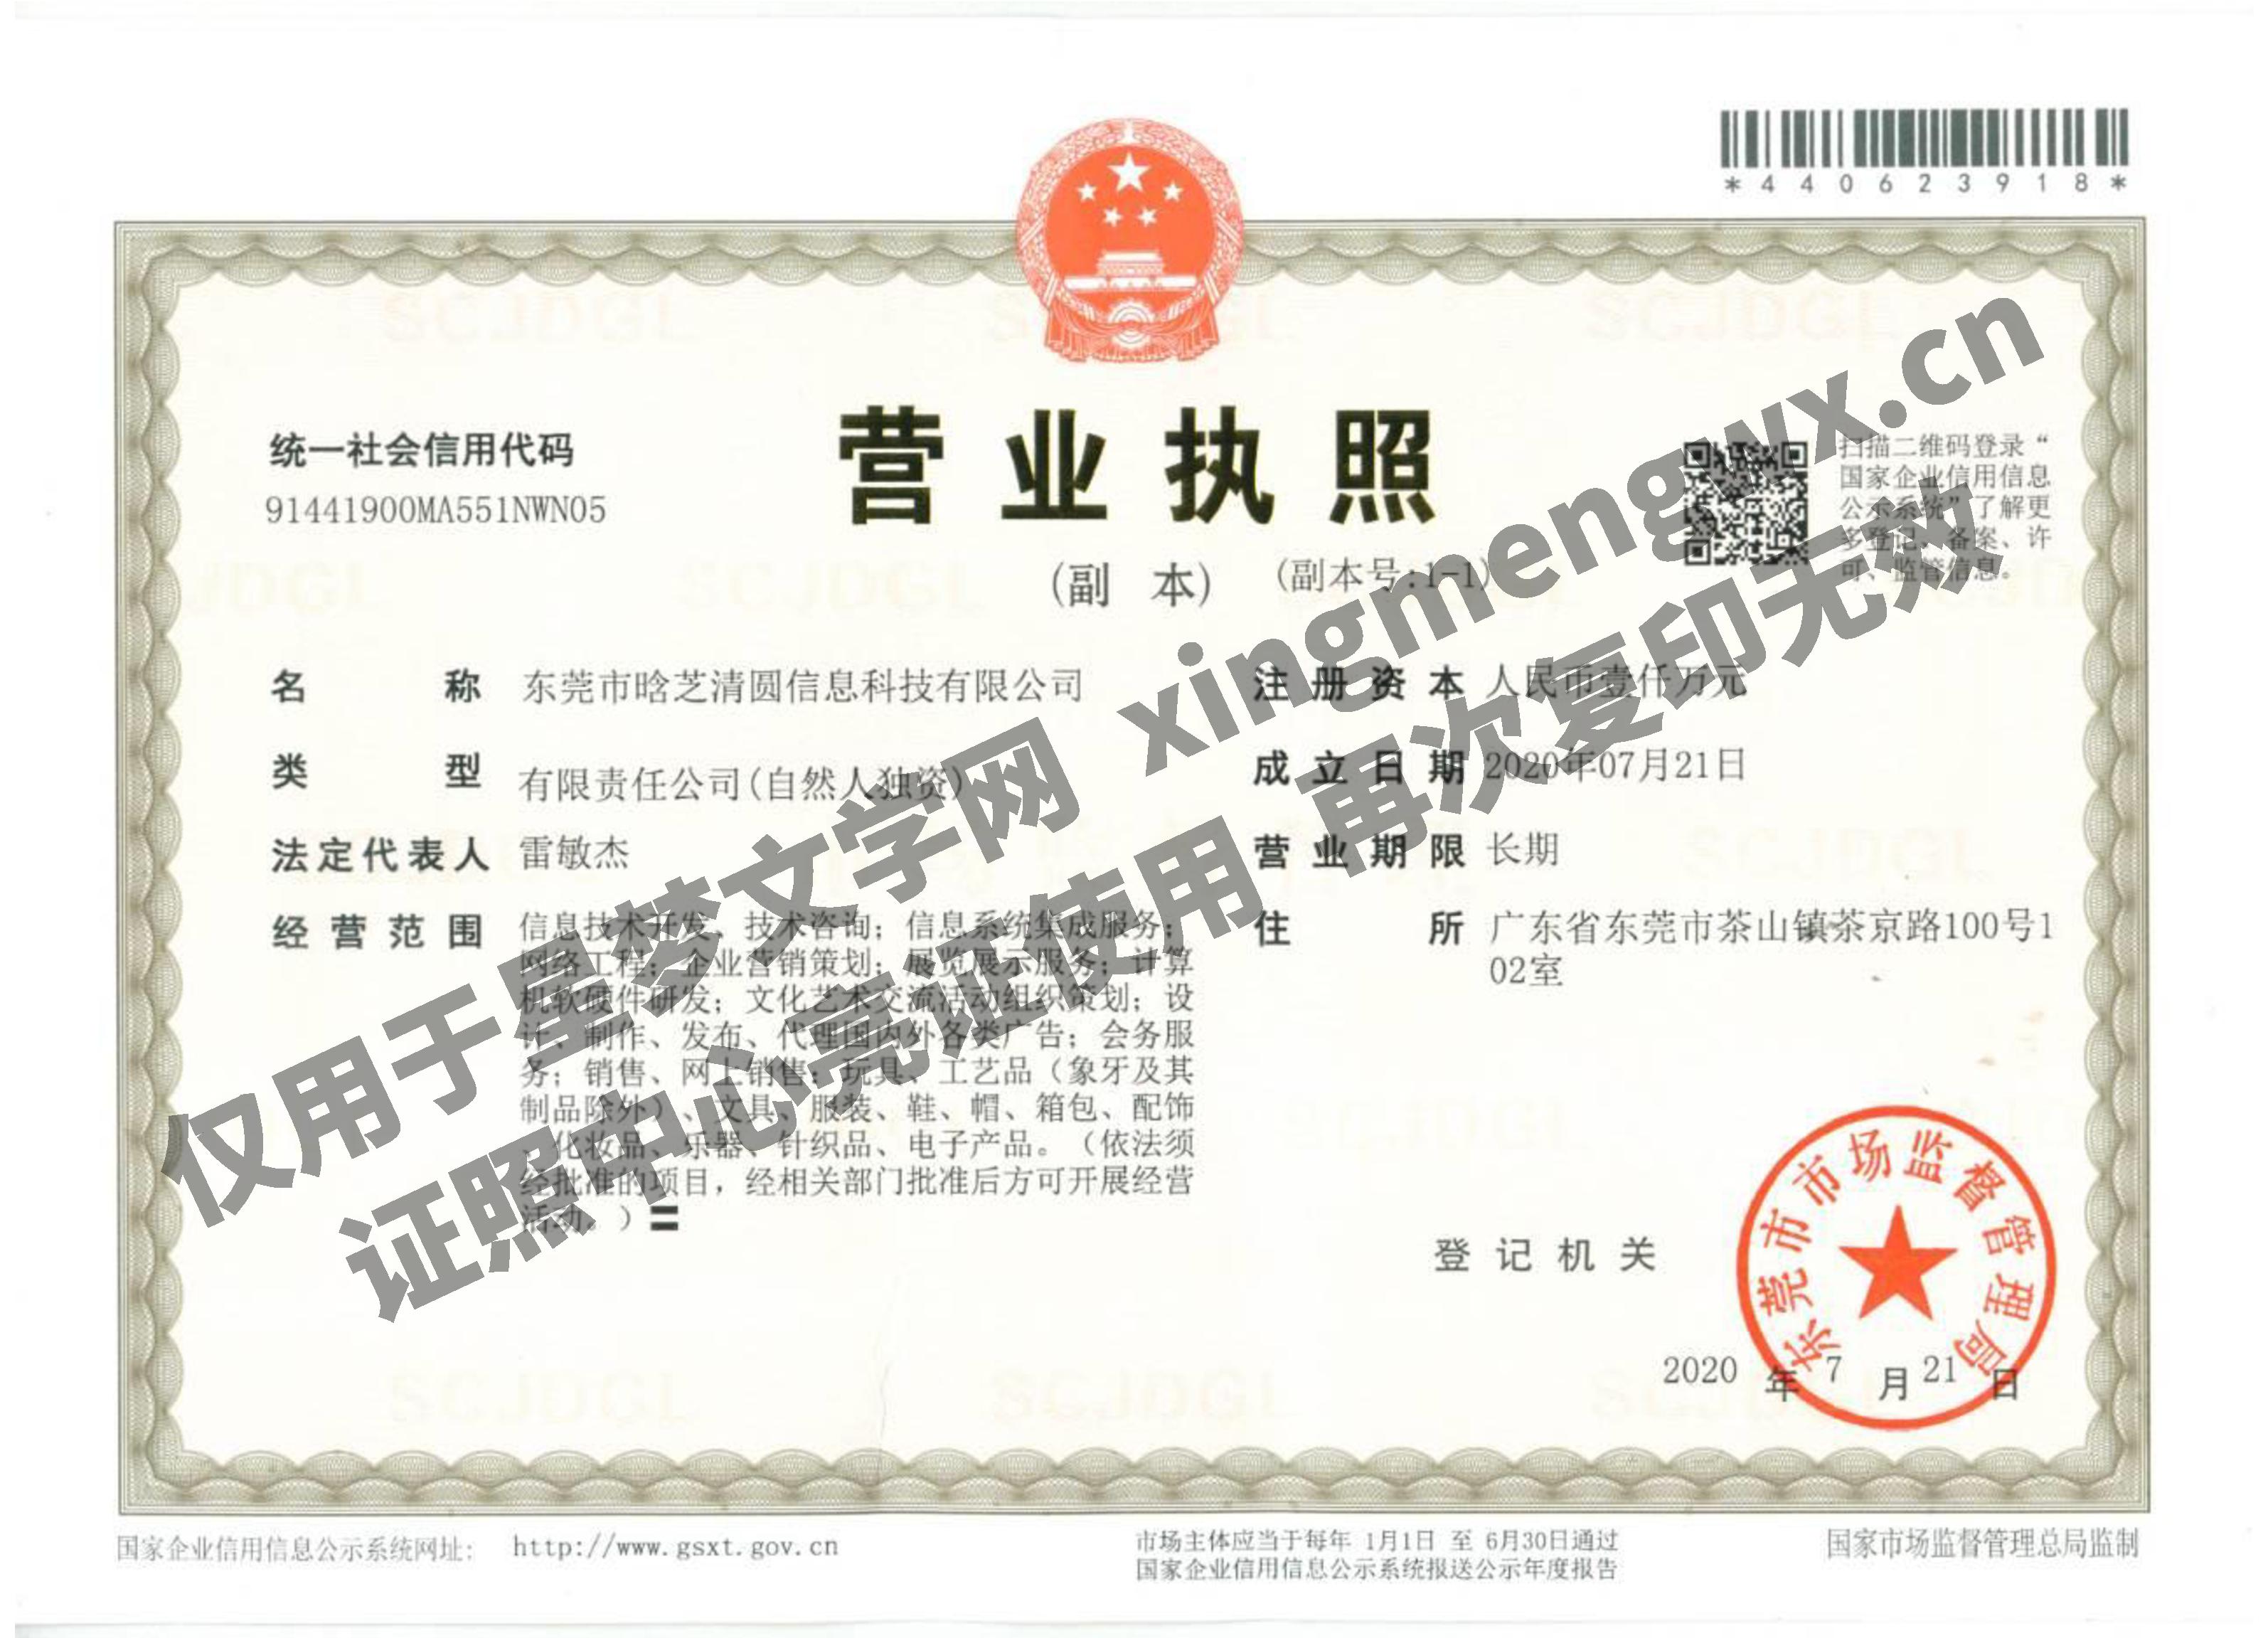 *440623918*
统一社会信用代码
91441900MA551NWN05
营业执照
(副 本) (副本号:1-1)
扫描二维码登录“
国家企业信用信息
公示系统”了解更
多登记、备案、许
可、监管信息。
名 称 东莞市晗芝清圆信息科技有限公司
类 型 有限责任公司(自然人独资)
法定代表人 雷敏杰
经营范围 信息技术开发、技术咨询；信息系统集成服务；
网络工程；企业营销策划；展览展示服务；计算
机软硬件研发；文化艺术交流活动组织策划；设
计、制作、发布、代理国内外各类广告；会务服
务；销售、网上销售：玩具、工艺品（象牙及其
制品除外）、文具、服装、鞋、帽、箱包、配饰
、化妆品、乐器、针织品、电子产品。（依法须
经批准的项目，经相关部门批准后方可开展经营
活动。）
注册资本 人民币壹仟万元
成立日期 2020年07月21日
营业期限 长期
住 所 广东省东莞市茶山镇茶京路100号1
02室
登记机关
东莞市市场监督管理局
2020 年 7 月 21 日
仅用于星梦文学网 xingmengwx.cn
证照中心亮证使用 再次复印无效
SCJDGL
国家企业信用信息公示系统网址： http://www.gsxt.gov.cn
市场主体应当于每年 1月1日 至 6月30日通过
国家企业信用信息公示系统报送公示年度报告
国家市场监督管理总局监制